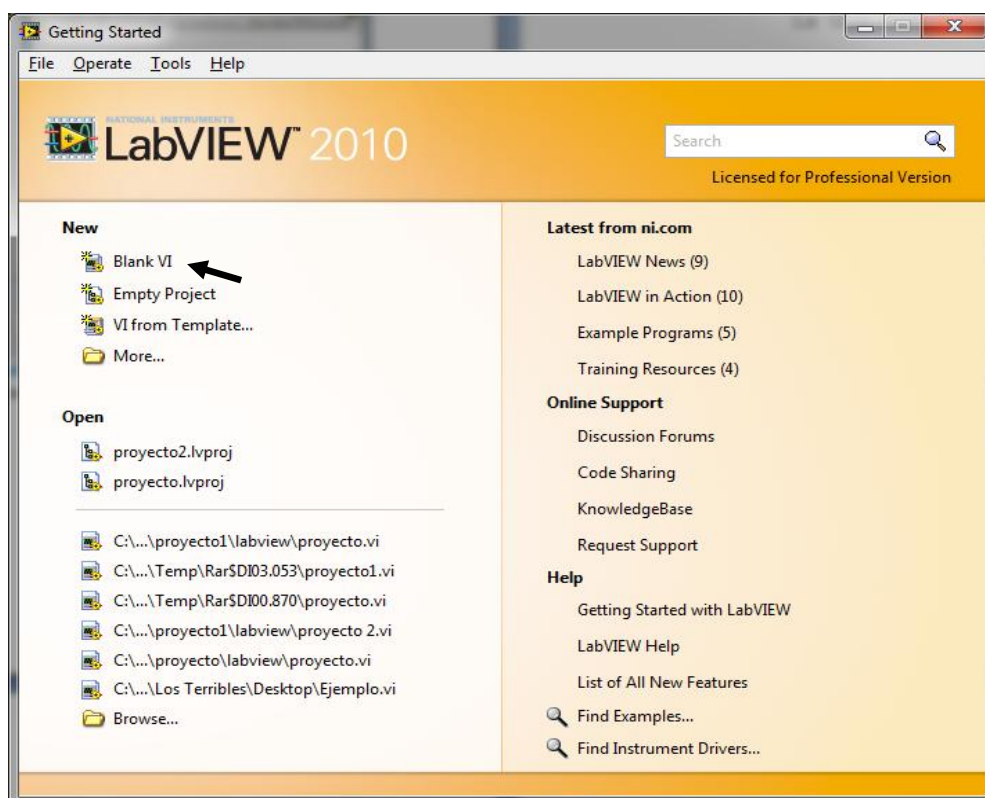 Getting Started
File Operate Tools Help
NATIONAL INSTRUMENTS
LabVIEW™ 2010
Search
Licensed for Professional Version
New
Blank VI
Empty Project
VI from Template...
More...
Open
proyecto2.lvproj
proyecto.lvproj
C:\...\proyecto1\labview\proyecto.vi
C:\...\Temp\Rar$DI03.053\proyecto1.vi
C:\...\Temp\Rar$DI00.870\proyecto.vi
C:\...\proyecto1\labview\proyecto 2.vi
C:\...\proyecto\labview\proyecto.vi
C:\...\Los Terribles\Desktop\Ejemplo.vi
Browse...
Latest from ni.com
LabVIEW News (9)
LabVIEW in Action (10)
Example Programs (5)
Training Resources (4)
Online Support
Discussion Forums
Code Sharing
KnowledgeBase
Request Support
Help
Getting Started with LabVIEW
LabVIEW Help
List of All New Features
Find Examples...
Find Instrument Drivers...